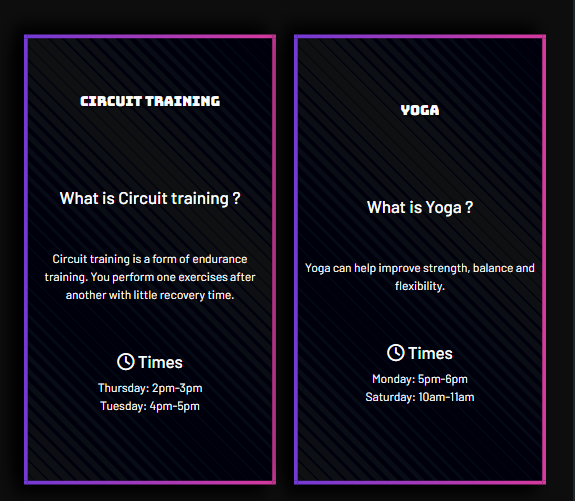 CIRCUIT TRAINING
What is Circuit training ?
Circuit training is a form of endurance
training. You perform one exercises after
another with little recovery time.
Times
Thursday: 2pm-3pm
Tuesday: 4pm-5pm
YOGA
What is Yoga ?
Yoga can help improve strength, balance and
flexibility.
Times
Monday: 5pm-6pm
Saturday: 10am-11am